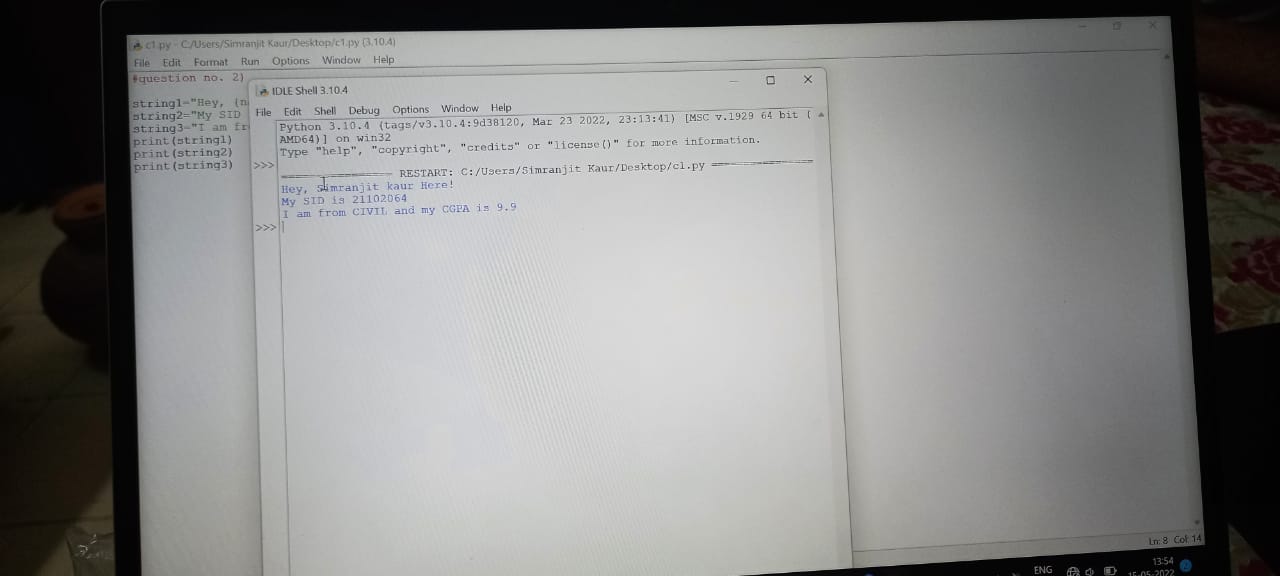 c1.py - C:/Users/Simranjit Kaur/Desktop/c1.py (3.10.4)
File Edit Format Run Options Window Help
#question no. 2)
string1="Hey, {n
string2="My SID
string3="I am fr
print(string1)
print(string2)
print(string3)
IDLE Shell 3.10.4
File Edit Shell Debug Options Window Help
Python 3.10.4 (tags/v3.10.4:9d38120, Mar 23 2022, 23:13:41) [MSC v.1929 64 bit (
AMD64)] on win32
Type "help", "copyright", "credits" or "license()" for more information.
>>>
RESTART: C:/Users/Simranjit Kaur/Desktop/c1.py
Hey, Simranjit kaur Here!
My SID is 21102064
I am from CIVIL and my CGPA is 9.9
>>>
Ln: 8 Col: 14
ENG
13:54
15-05-2022